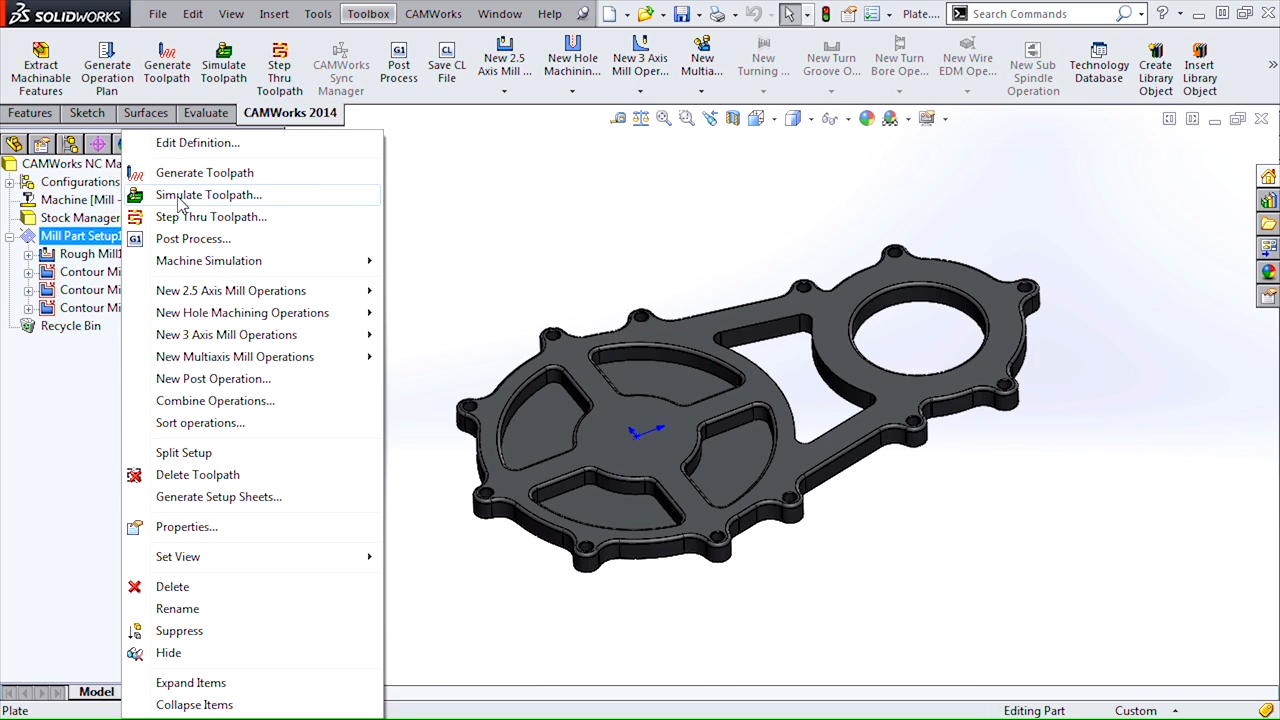 SOLIDWORKS File Edit View Insert Tools Toolbox CAMWorks Window Help Plate.... Search Commands
Extract Machinable Features
Generate Operation Plan
Generate Toolpath
Simulate Toolpath
Step Thru Toolpath
CAMWorks Sync Manager
G1 Post Process
CL Save CL File
New 2.5 Axis Mill ...
New Hole Machinin...
New 3 Axis Mill Oper...
New Multia...
New Turning ...
New Turn Groove O...
New Turn Bore Ope...
New Wire EDM Ope...
New Sub Spindle Operation
Technology Database
Create Library Object
Insert Library Object
Features Sketch Surfaces Evaluate CAMWorks 2014
CAMWorks NC Ma
Configurations
Machine [Mill -
Stock Manager
Mill Part Setup1
Rough Mill1
Contour Mi
Contour Mi
Contour Mi
Recycle Bin
Edit Definition...
Generate Toolpath
Simulate Toolpath...
Step Thru Toolpath...
G1 Post Process...
Machine Simulation
New 2.5 Axis Mill Operations
New Hole Machining Operations
New 3 Axis Mill Operations
New Multiaxis Mill Operations
New Post Operation...
Combine Operations...
Sort operations...
Split Setup
Delete Toolpath
Generate Setup Sheets...
Properties...
Set View
Delete
Rename
Suppress
Hide
Expand Items
Collapse Items
Model
Plate Editing Part Custom